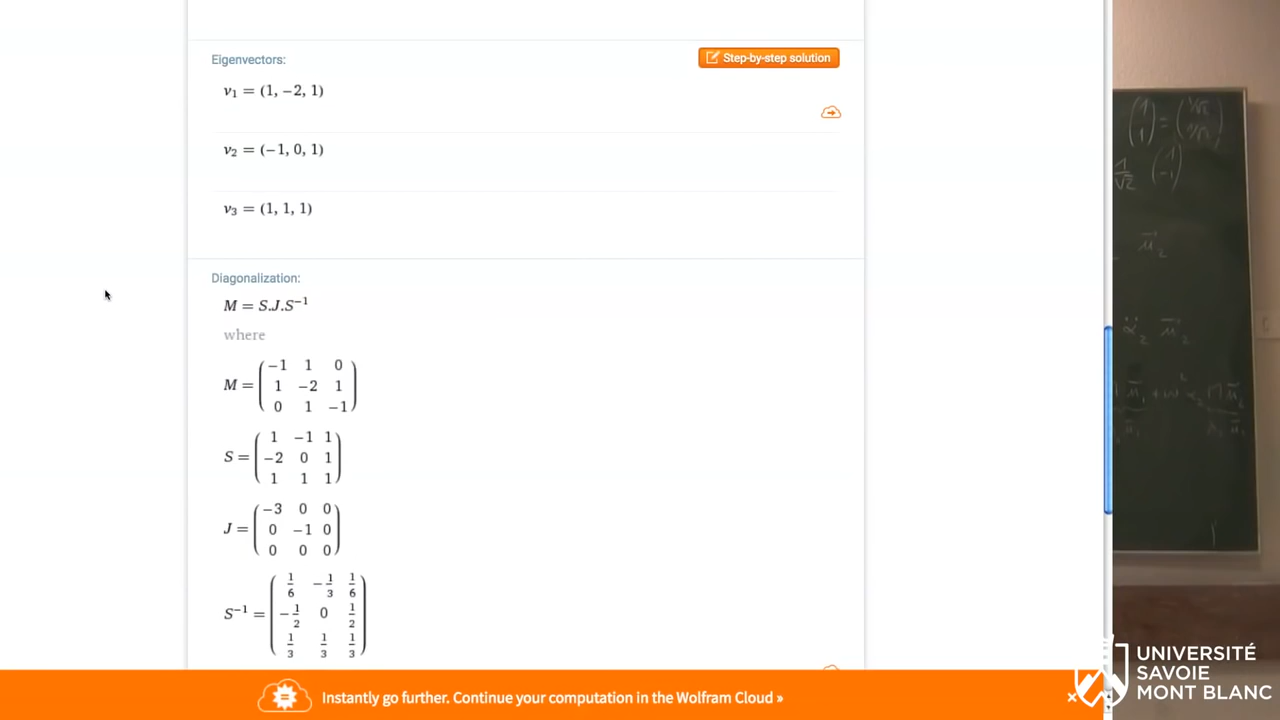 Eigenvectors:
Step-by-step solution
v₁ = (1, −2, 1)
v₂ = (−1, 0, 1)
v₃ = (1, 1, 1)
Diagonalization:
M = S.J.S⁻¹
where
M = (−1 1 0
1 −2 1
0 1 −1)
S = (1 −1 1
−2 0 1
1 1 1)
J = (−3 0 0
0 −1 0
0 0 0)
S⁻¹ = (1/6 −1/3 1/6
−1/2 0 1/2
1/3 1/3 1/3)
Instantly go further. Continue your computation in the Wolfram Cloud »
UNIVERSITÉ
SAVOIE
MONT BLANC